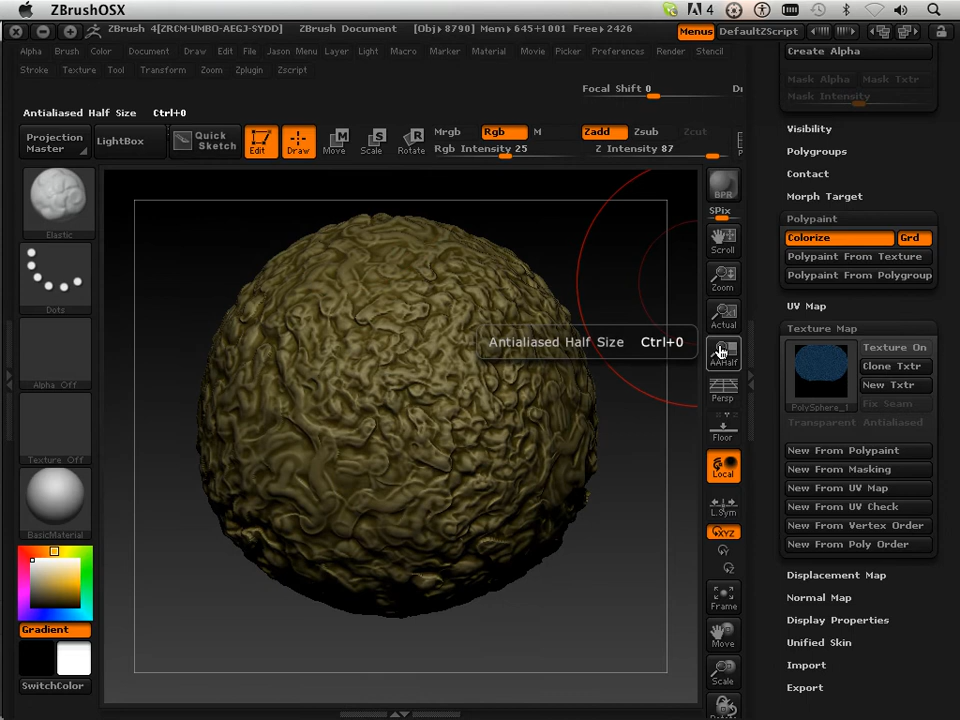 ZBrushOSX
4
ZBrush 4[ZRCM-UMBO-AEGJ-SYDD] ZBrush Document [Obj▸8790] Mem▸645+1001 Free▸2426 Menus DefaultZScript
Alpha Brush Color Document Draw Edit File Jason Menu Layer Light Macro Marker Material Movie Picker Preferences Render Stencil
Stroke Texture Tool Transform Zoom Zplugin Zscript
Focal Shift 0
Antialiased Half Size Ctrl+0
Projection Master
LightBox
Quick Sketch
Edit
Draw
Move
Scale
Rotate
Mrgb Rgb M
Rgb Intensity 25
Zadd Zsub Zcut
Z Intensity 87
Elastic
Dots
Alpha Off
Texture Off
BasicMaterial
Gradient
SwitchColor
Antialiased Half Size Ctrl+0
BPR
SPix
Scroll
Zoom
Actual
AAHalf
Persp
Floor
Local
L.Sym
XYZ
Frame
Move
Scale
Create Alpha
Mask Alpha Mask Txtr
Mask Intensity
Visibility
Polygroups
Contact
Morph Target
Polypaint
Colorize Grd
Polypaint From Texture
Polypaint From Polygroup
UV Map
Texture Map
Texture On
Clone Txtr
New Txtr
Fix Seam
PolySphere_1
Transparent Antialiased
New From Polypaint
New From Masking
New From UV Map
New From UV Check
New From Vertex Order
New From Poly Order
Displacement Map
Normal Map
Display Properties
Unified Skin
Import
Export